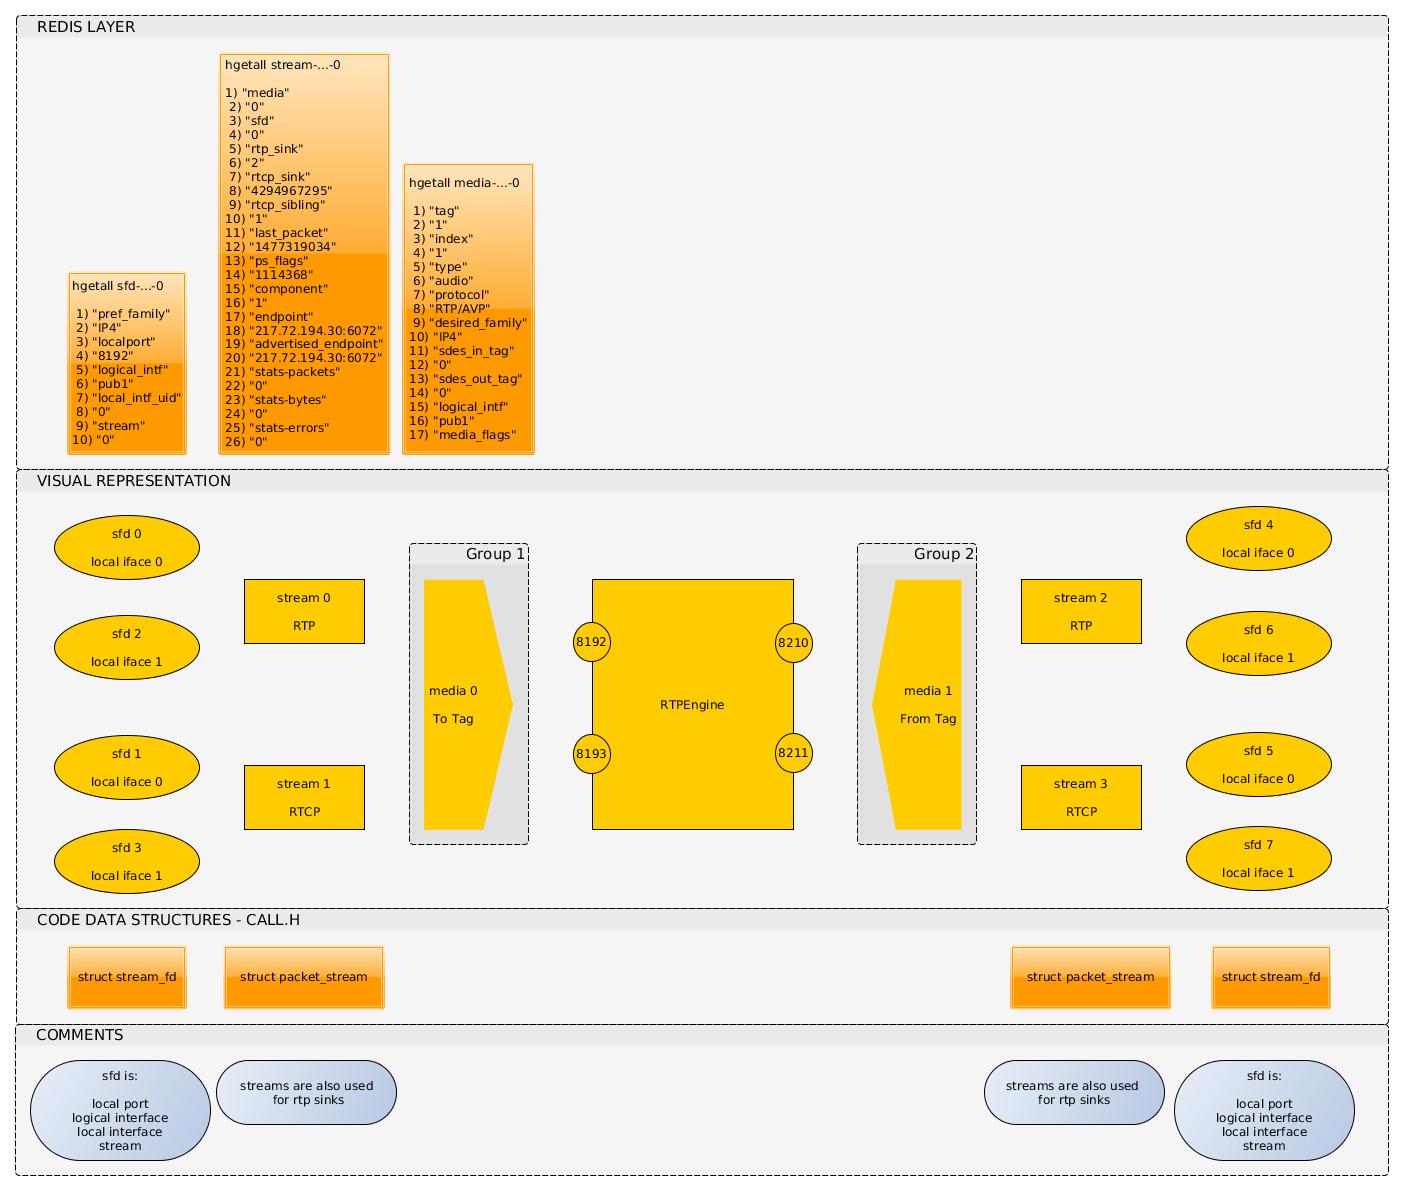 REDIS LAYER
hgetall sfd-...-0
1) "pref_family"
2) "IP4"
3) "localport"
4) "8192"
5) "logical_intf"
6) "pub1"
7) "local_intf_uid"
8) "0"
9) "stream"
10) "0"
hgetall stream-...-0
1) "media"
2) "0"
3) "sfd"
4) "0"
5) "rtp_sink"
6) "2"
7) "rtcp_sink"
8) "4294967295"
9) "rtcp_sibling"
10) "1"
11) "last_packet"
12) "1477319034"
13) "ps_flags"
14) "1114368"
15) "component"
16) "1"
17) "endpoint"
18) "217.72.194.30:6072"
19) "advertised_endpoint"
20) "217.72.194.30:6072"
21) "stats-packets"
22) "0"
23) "stats-bytes"
24) "0"
25) "stats-errors"
26) "0"
hgetall media-...-0
1) "tag"
2) "1"
3) "index"
4) "1"
5) "type"
6) "audio"
7) "protocol"
8) "RTP/AVP"
9) "desired_family"
10) "IP4"
11) "sdes_in_tag"
12) "0"
13) "sdes_out_tag"
14) "0"
15) "logical_intf"
16) "pub1"
17) "media_flags"
VISUAL REPRESENTATION
sfd 0
local iface 0
sfd 2
local iface 1
sfd 1
local iface 0
sfd 3
local iface 1
stream 0
RTP
stream 1
RTCP
Group 1
media 0
To Tag
8192
8193
RTPEngine
8210
8211
Group 2
media 1
From Tag
stream 2
RTP
stream 3
RTCP
sfd 4
local iface 0
sfd 6
local iface 1
sfd 5
local iface 0
sfd 7
local iface 1
CODE DATA STRUCTURES - CALL.H
struct stream_fd
struct packet_stream
struct packet_stream
struct stream_fd
COMMENTS
sfd is:
local port
logical interface
local interface
stream
streams are also used
for rtp sinks
streams are also used
for rtp sinks
sfd is:
local port
logical interface
local interface
stream